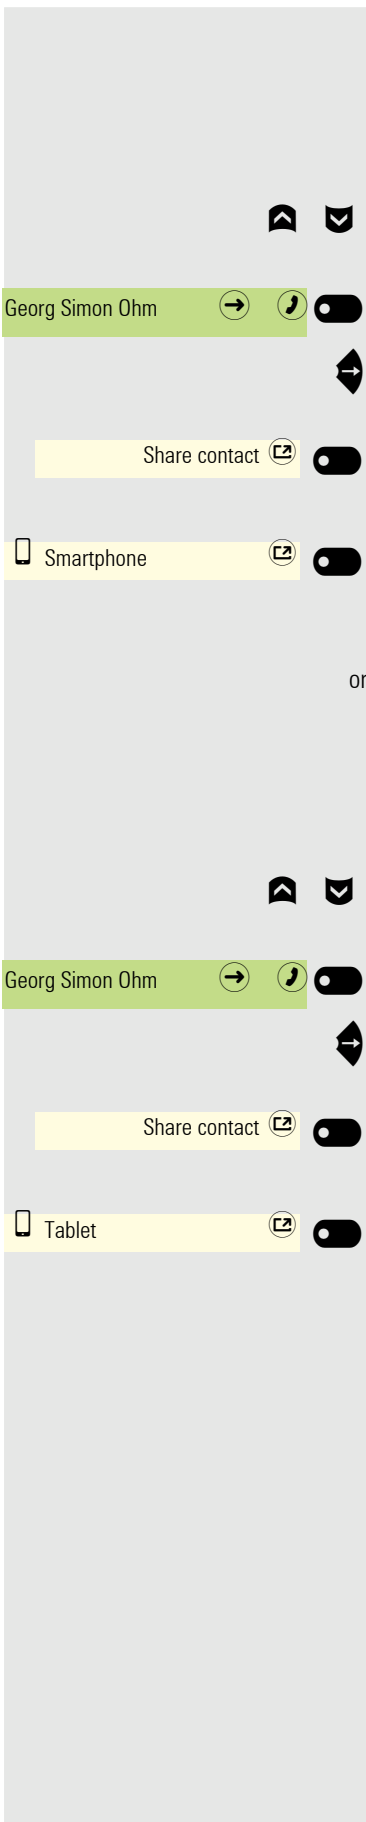 Georg Simon Ohm
Share contact
Smartphone
or
Georg Simon Ohm
Share contact
Tablet